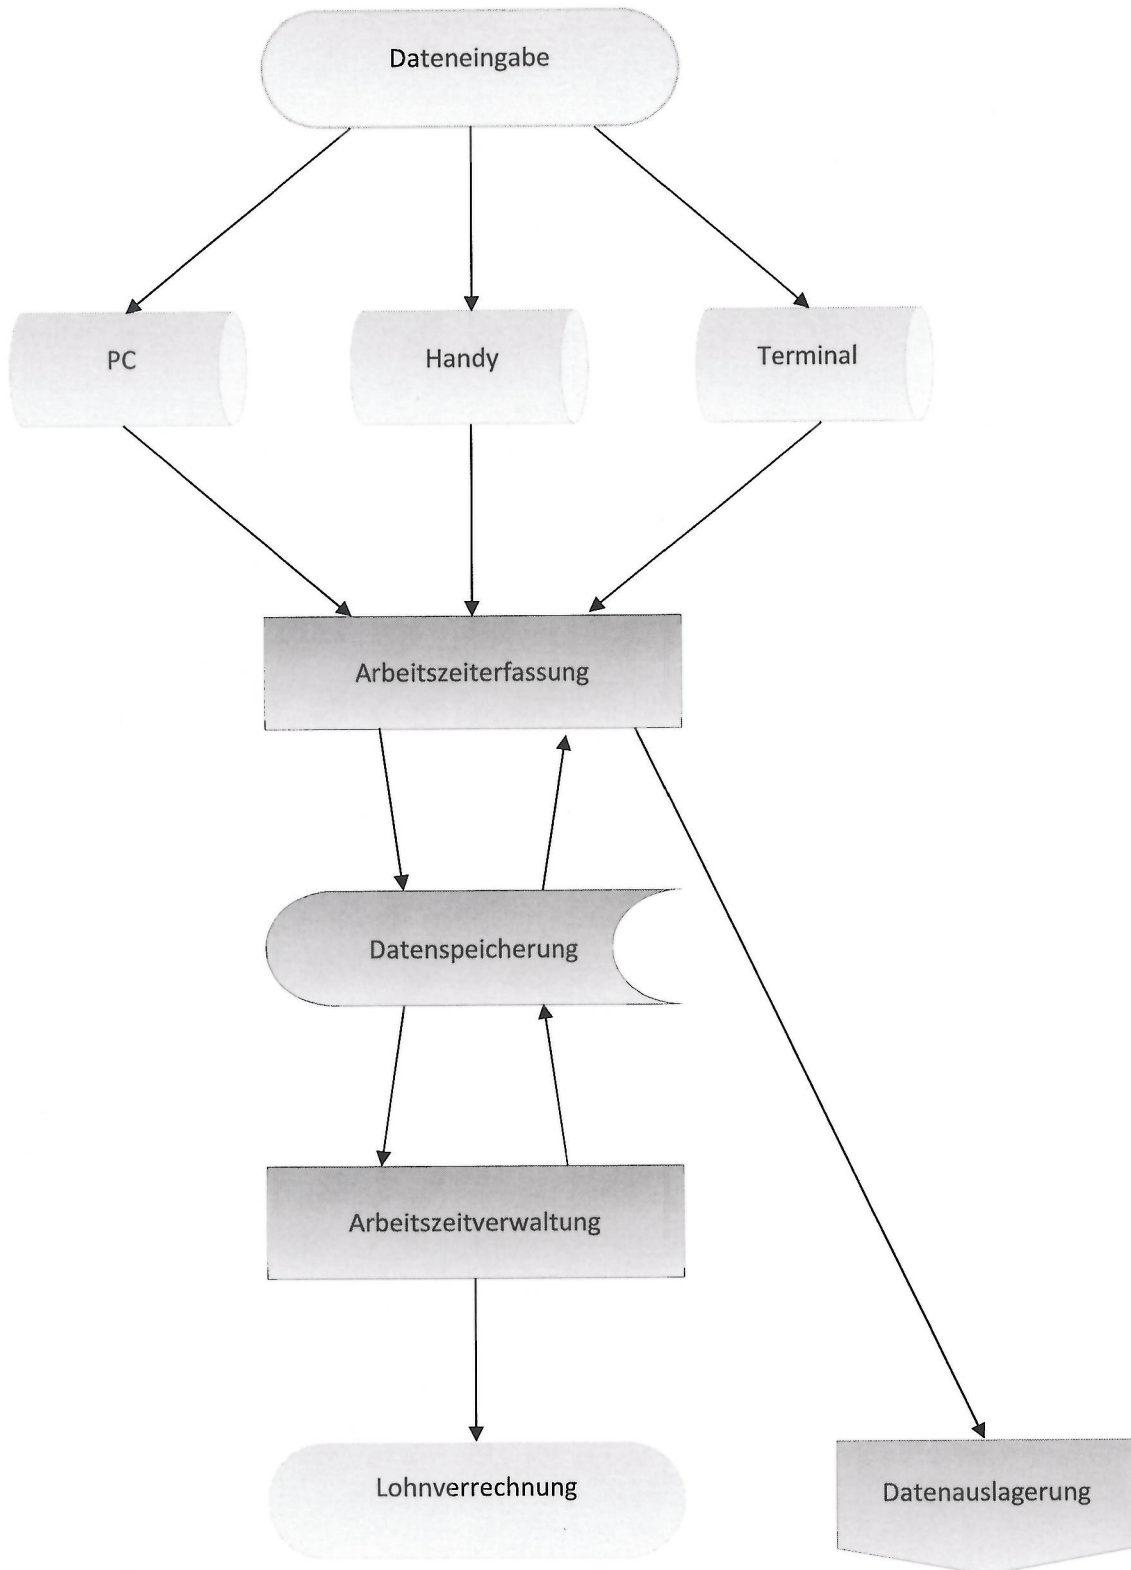 Dateneingabe
PC
Handy
Terminal
Arbeitszeiterfassung
Datenspeicherung
Arbeitszeitverwaltung
Lohnverrechnung
Datenauslagerung